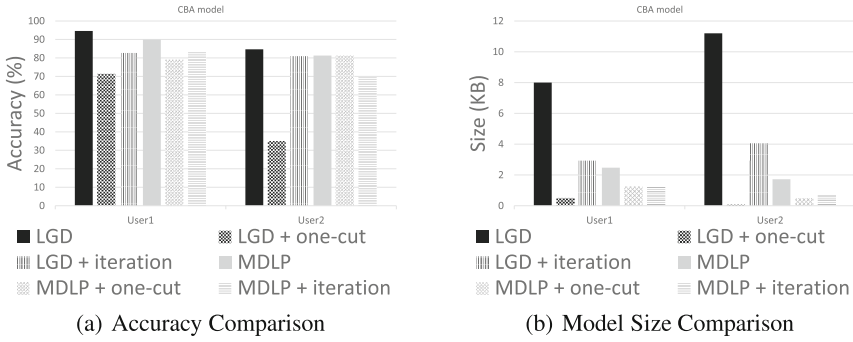 CBA model
Accuracy (%)
100
90
80
70
60
50
40
30
20
10
0
User1
User2
LGD
LGD + one-cut
LGD + iteration
MDLP
MDLP + one-cut
MDLP + iteration
(a) Accuracy Comparison
CBA model
Size (KB)
12
10
8
6
4
2
0
User1
User2
LGD
LGD + one-cut
LGD + iteration
MDLP
MDLP + one-cut
MDLP + iteration
(b) Model Size Comparison